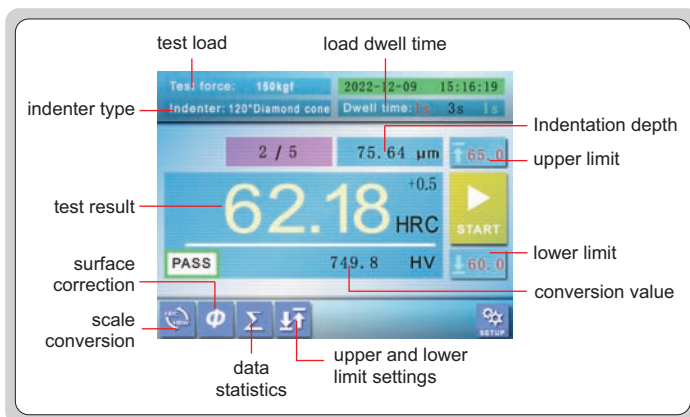 test load
load dwell time
Test force: 150kgf
2022-12-09 15:16:19
indenter type
Indenter: 120°Diamond cone
Dwell time: 1s 3s 1s
Indentation depth
2 / 5
75.64 μm
65.0
upper limit
+0.5
test result
62.18 HRC
START
PASS
749.8 HV
60.0
lower limit
surface
correction
conversion value
Φ
Σ
SETUP
scale
conversion
data
statistics
upper and lower
limit settings